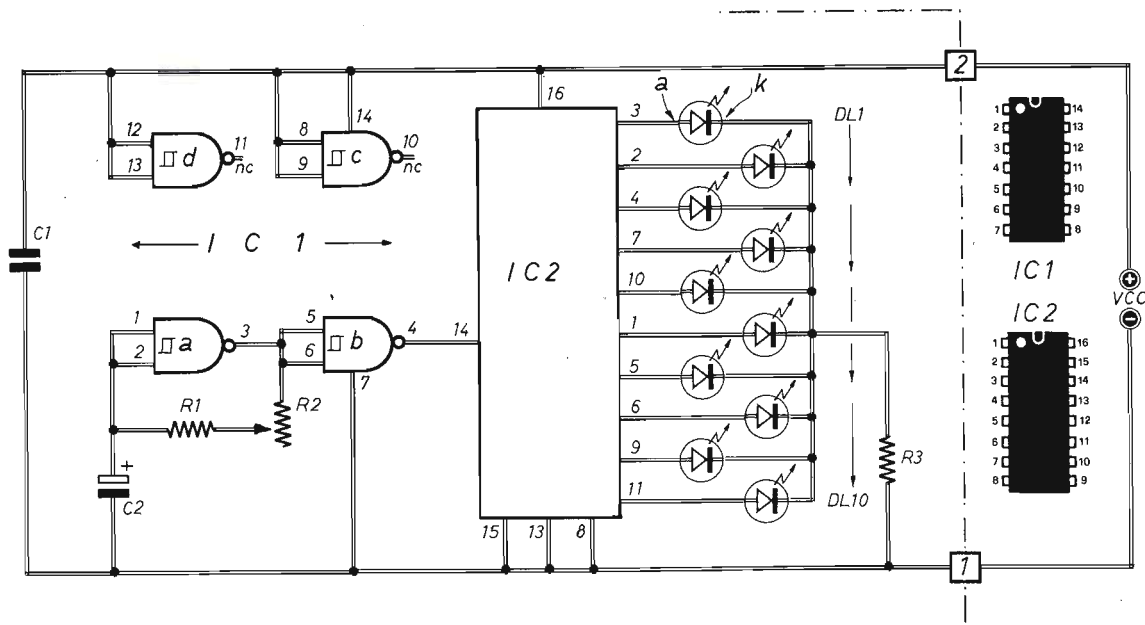 2
16
14
12
13
d
11
nc
8
9
c
10
nc
3
a
k
DL1
2
4
7
10
1
5
6
9
11
DL10
C1
I C 1
IC2
1
2
a
3
5
6
b
4
7
14
R1
R2
+
C2
15
13
8
R3
1
1 14
2 13
3 12
4 11
5 10
6 9
7 8
IC1
+
VCC
−
IC2
1 16
2 15
3 14
4 13
5 12
6 11
7 10
8 9